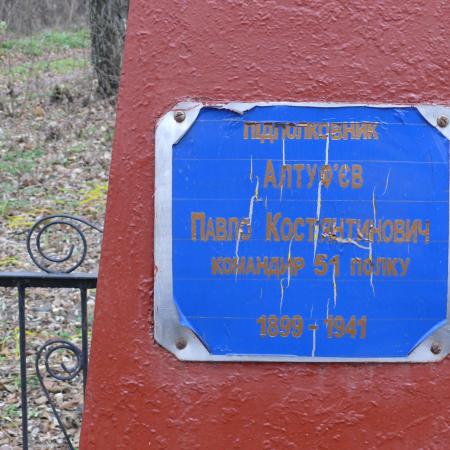 ПІДПОЛКОВНИК
АЛТУФ'ЄВ
ПАВЛО КОСТЯНТИНОВИЧ
КОМАНДИР 51 ПОЛКУ
1899 - 1941